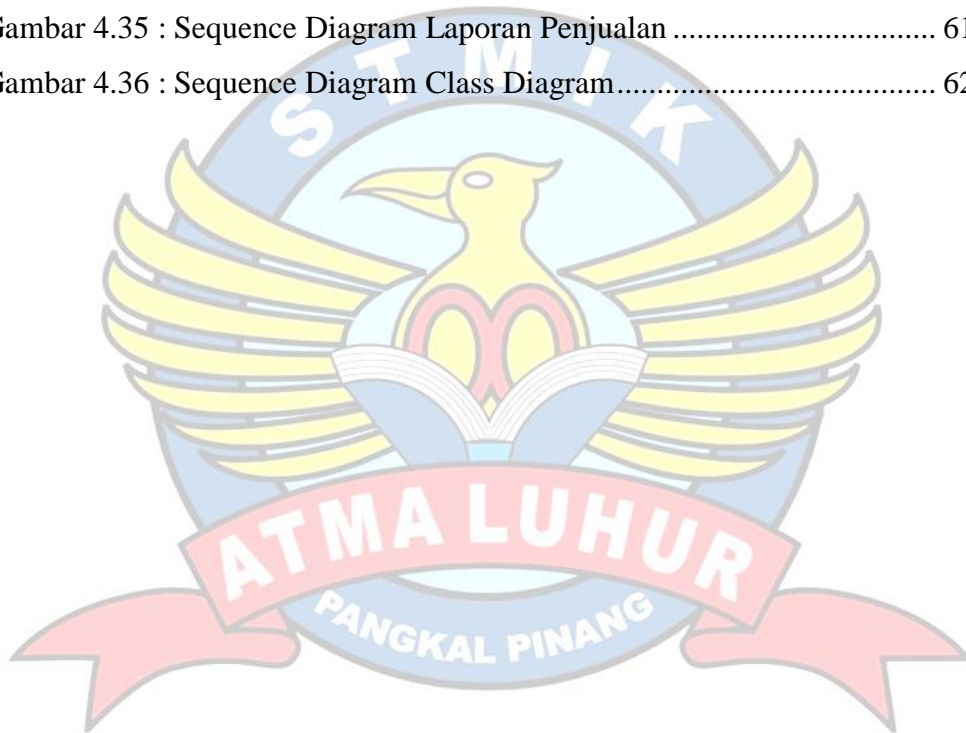 Gambar 4.35 : Sequence Diagram Laporan Penjualan ................................ 61
Gambar 4.36 : Sequence Diagram Class Diagram....................................... 62
STMIK
ATMA LUHUR
PANGKAL PINANG